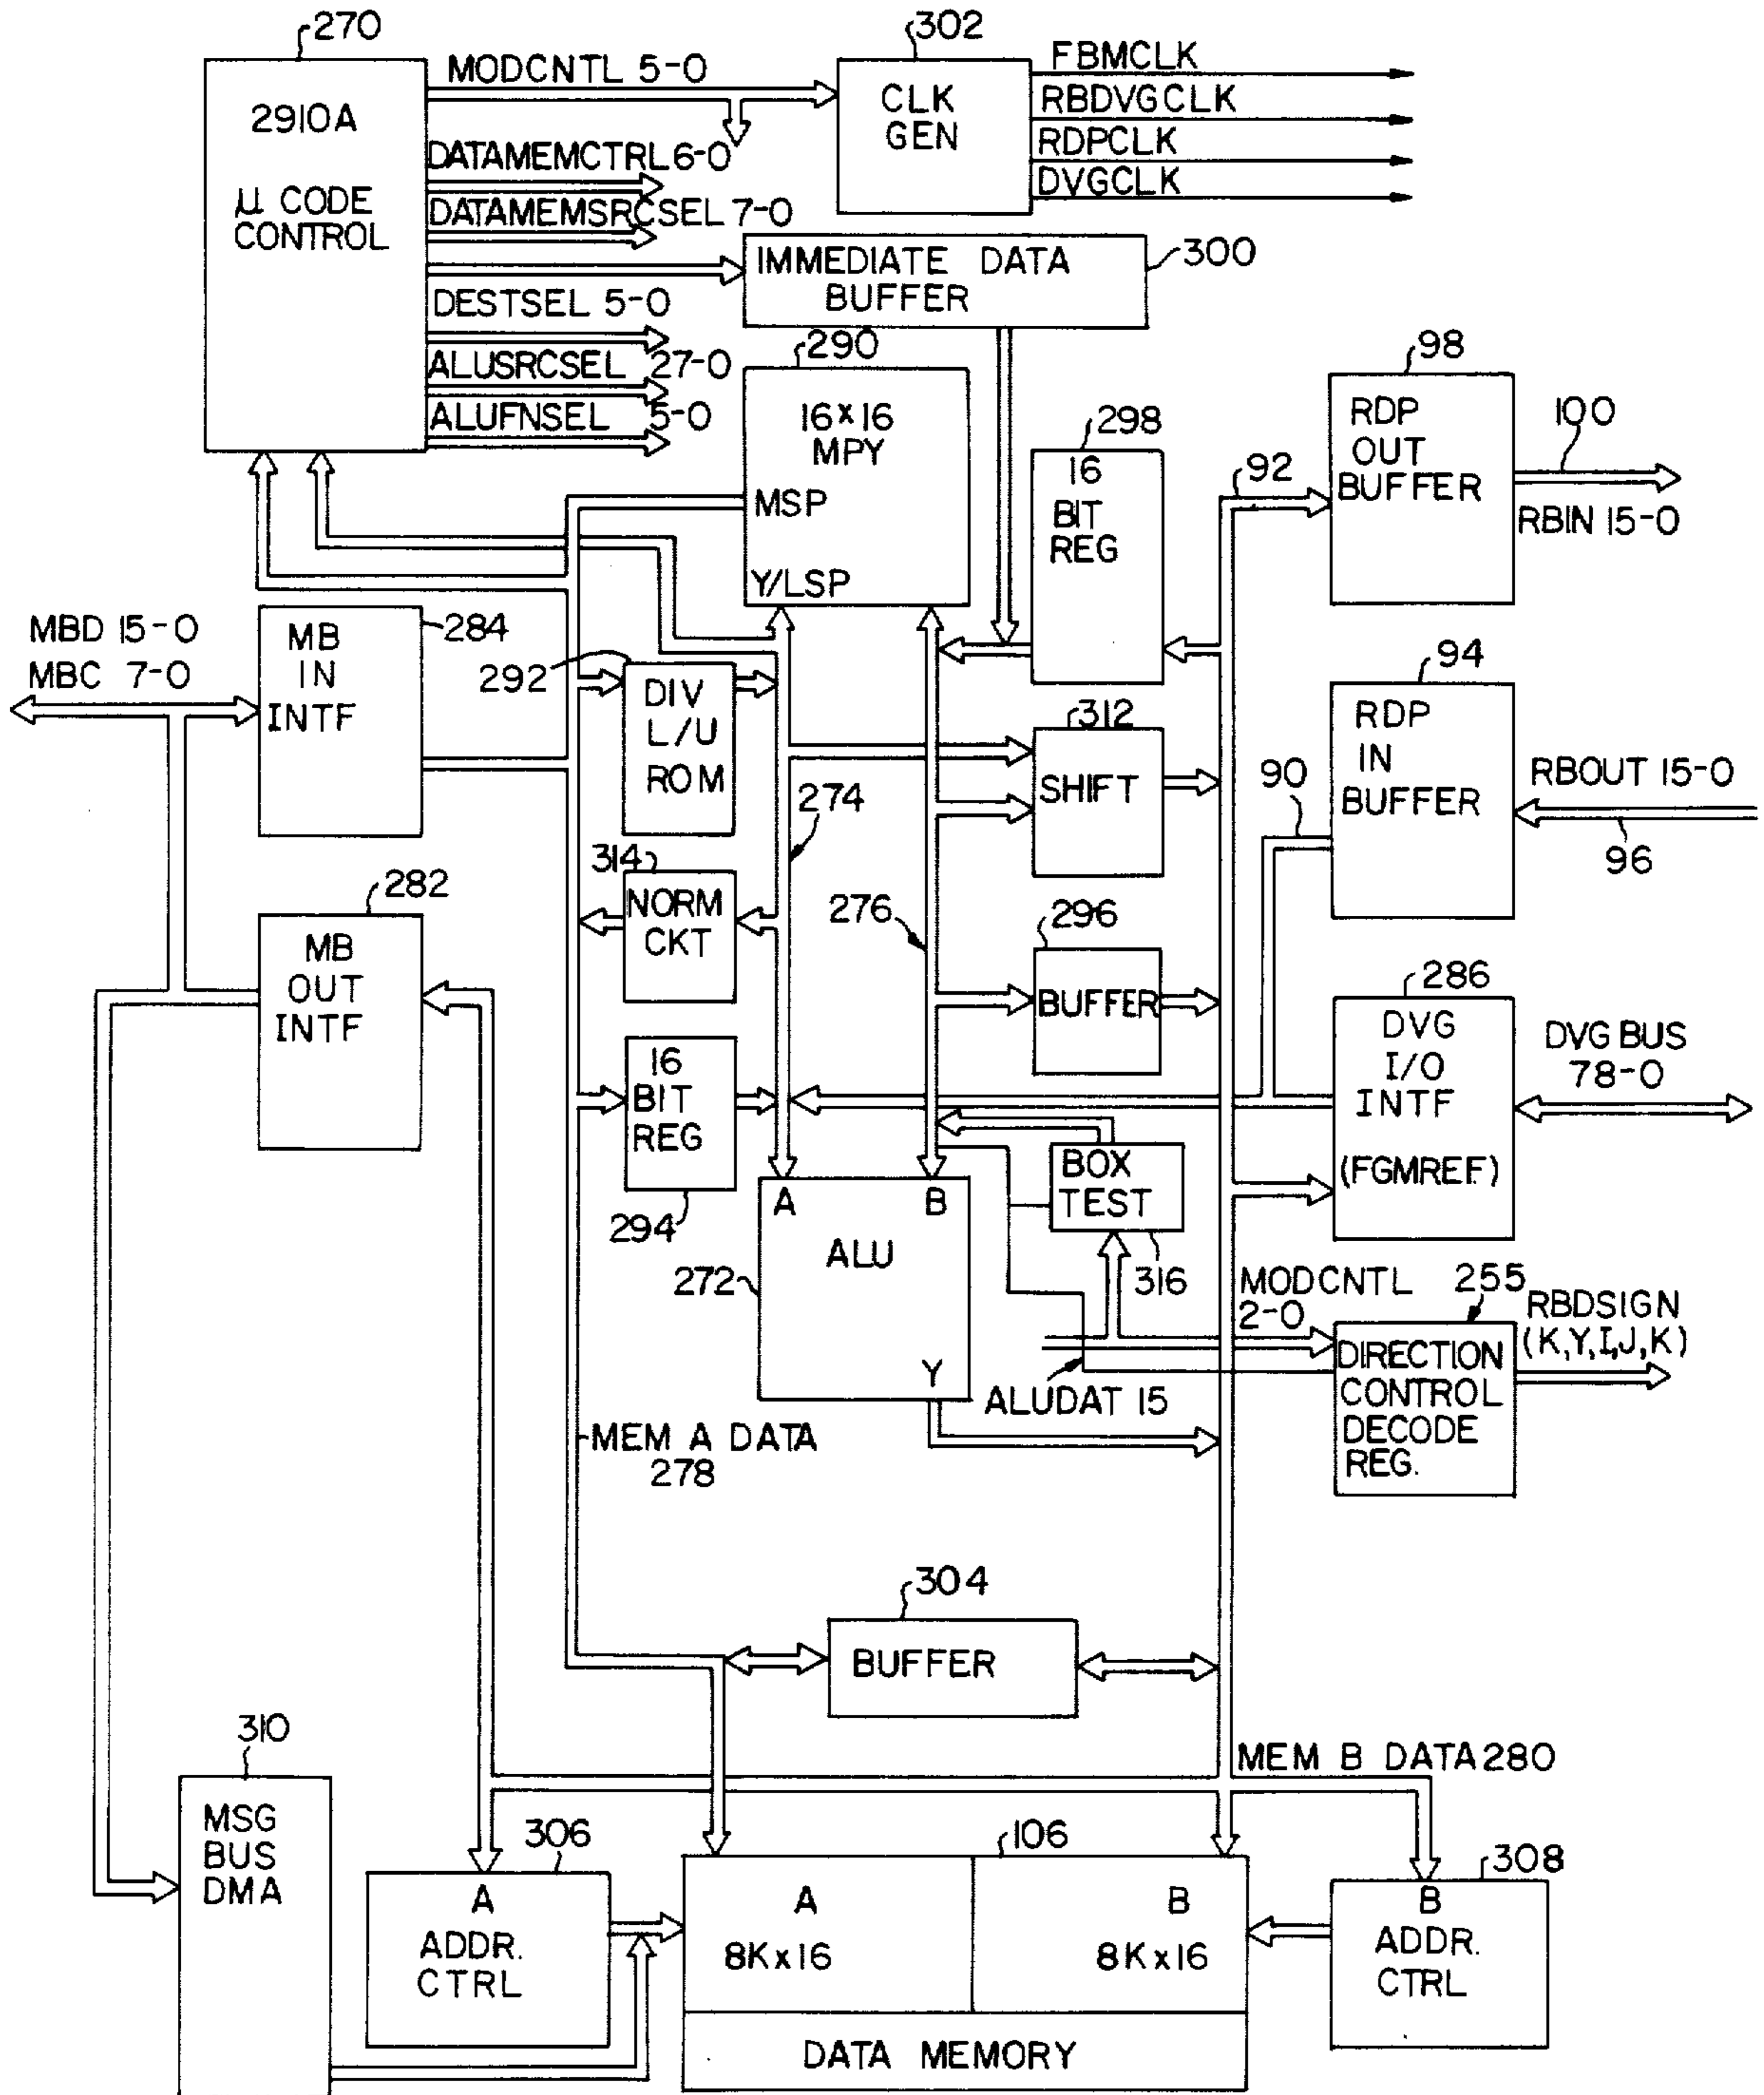 270
2910A
μ CODE
CONTROL
MODCNTL 5-0
DATAMEMCTRL 6-0
DATAMEMSRCSEL 7-0
DESTSEL 5-0
ALUSRCSEL 27-0
ALUFNSEL 5-0
302
CLK
GEN
FBMCLK
RBDVGCLK
RDPCLK
DVGCLK
IMMEDIATE DATA
BUFFER
300
290
16×16
MPY
MSP
Y/LSP
298
16
BIT
REG
98
RDP
OUT
BUFFER
92
100
RBIN 15-0
MBD 15-0
MBC 7-0
MB
IN
INTF
284
292
DIV
L/U
ROM
312
SHIFT
94
RDP
IN
BUFFER
90
RBOUT 15-0
96
274
314
NORM
CKT
276
296
BUFFER
282
MB
OUT
INTF
286
DVG
I/O
INTF
(FGMREF.)
DVG BUS
78-0
16
BIT
REG
294
A
B
ALU
Y
272
BOX
TEST
316
MODCNTL
2-0
255
RBDSIGN
(K,Y,I,J,K)
DIRECTION
CONTROL
DECODE
REG.
ALUDAT 15
MEM A DATA
278
304
BUFFER
310
MSG
BUS
DMA
MEM B DATA 280
306
A
ADDR.
CTRL
106
A
8K x 16
B
8K x 16
DATA MEMORY
308
B
ADDR.
CTRL